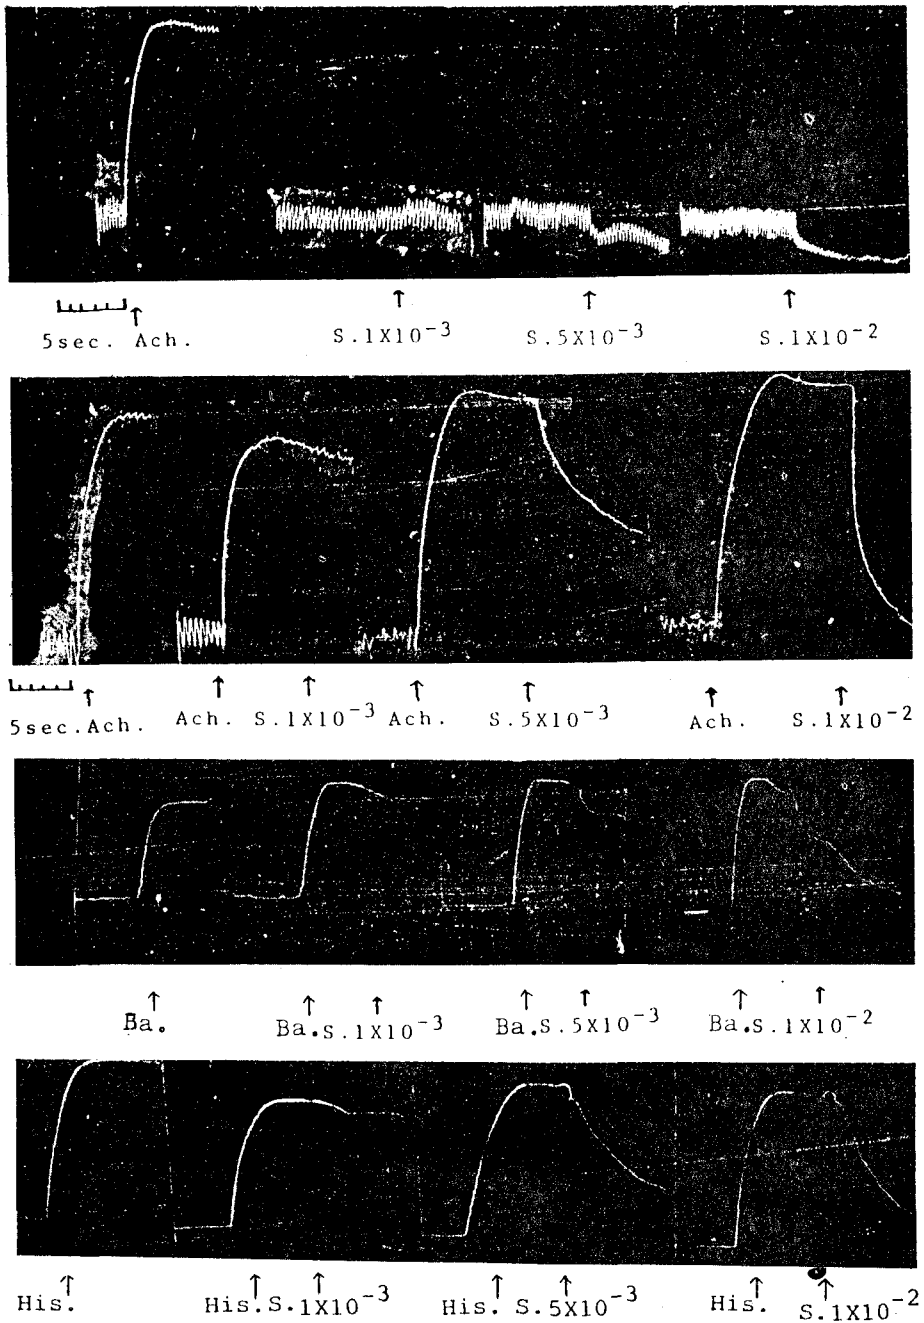 5sec. Ach. S.1X10⁻³ S.5X10⁻³ S.1X10⁻²
5sec.Ach. Ach. S.1X10⁻³ Ach. S.5X10⁻³ Ach. S.1X10⁻²
Ba. Ba.S.1X10⁻³ Ba.S.5X10⁻³ Ba.S.1X10⁻²
His. His.S.1X10⁻³ His. S.5X10⁻³ His. S.1X10⁻²